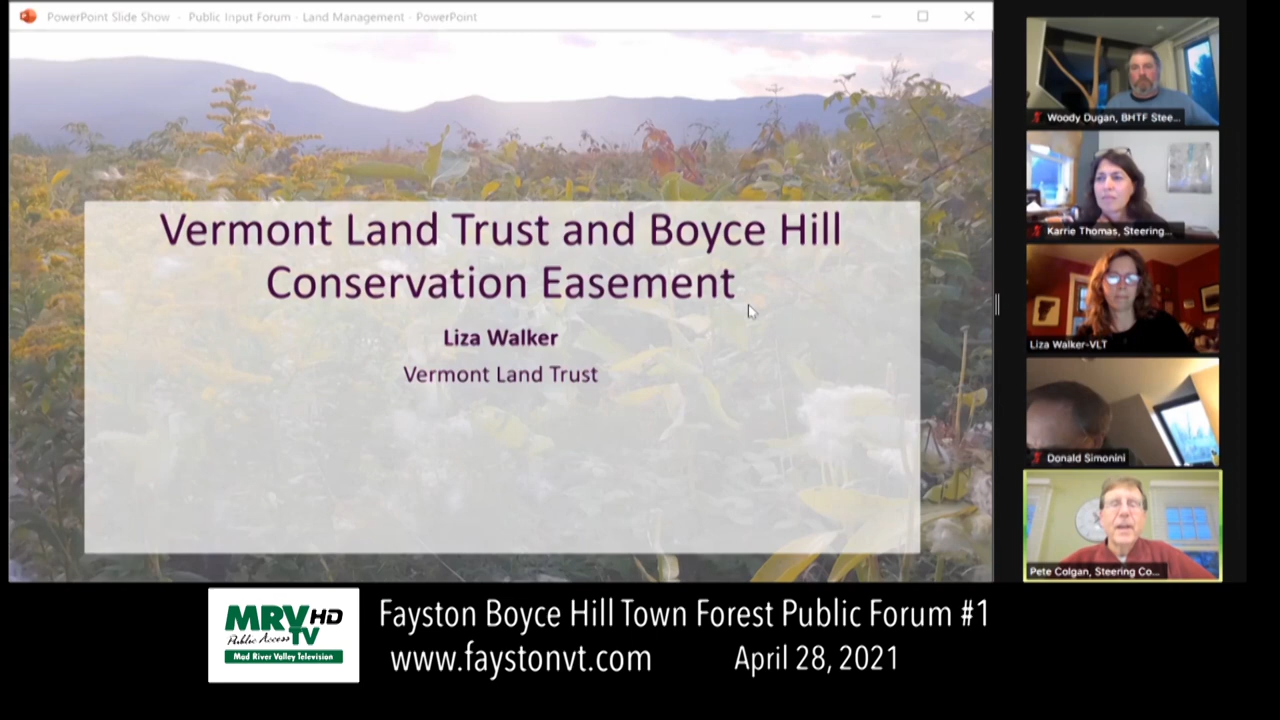 PowerPoint Slide Show - Public Input Forum - Land Management - PowerPoint
Vermont Land Trust and Boyce Hill
Conservation Easement
Liza Walker
Vermont Land Trust
Woody Dugan, BHTF Stee...
Karrie Thomas, Steering...
Liza Walker-VLT
Donald Simonini
Pete Colgan, Steering Co...
MRV HD
Public Access TV
Mad River Valley Television
Fayston Boyce Hill Town Forest Public Forum #1
www.faystonvt.com
April 28, 2021